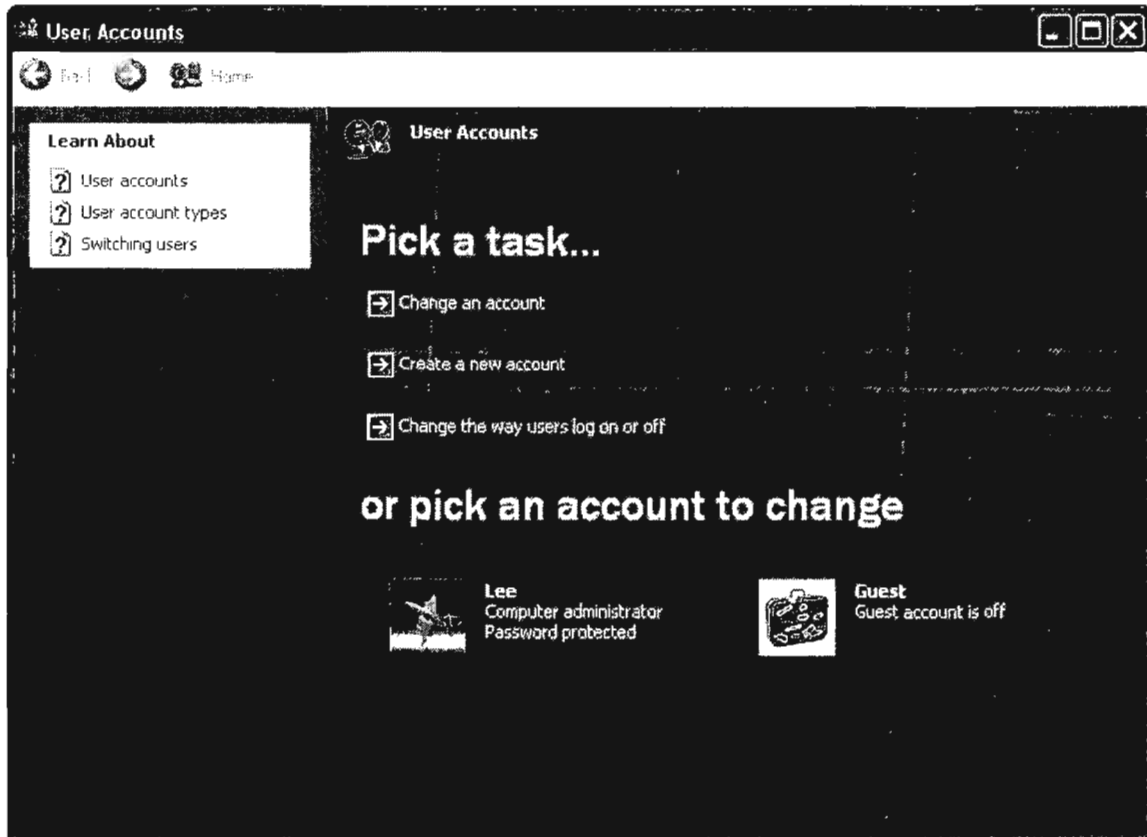 User Accounts
Back Home
Learn About
User accounts
User account types
Switching users
User Accounts
Pick a task...
Change an account
Create a new account
Change the way users log on or off
or pick an account to change
Lee
Computer administrator
Password protected
Guest
Guest account is off